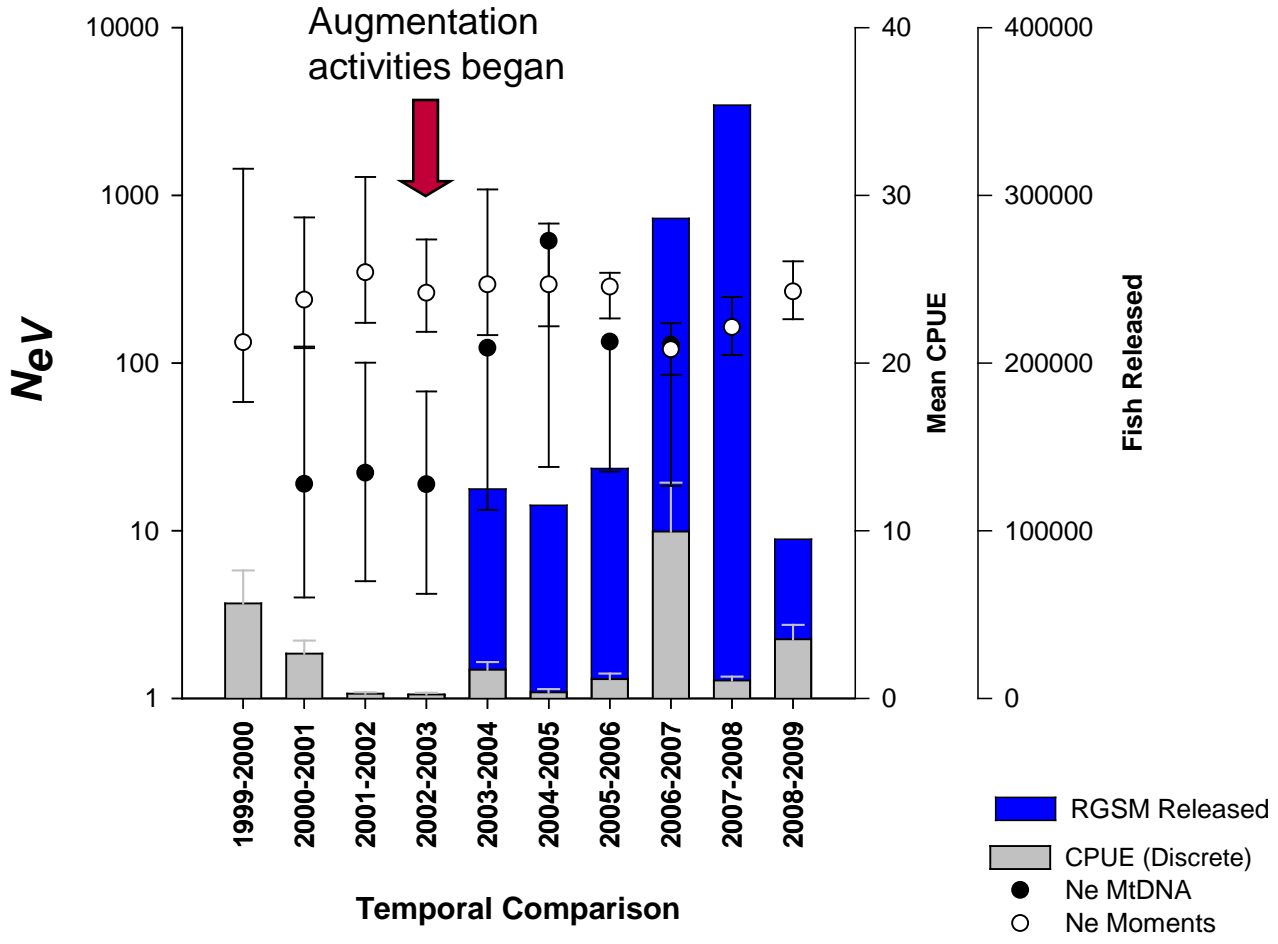 Augmentation
activities began
10000
1000
100
10
1
NeV
40
30
20
10
0
Mean CPUE
400000
300000
200000
100000
0
Fish Released
1999-2000
2000-2001
2001-2002
2002-2003
2003-2004
2004-2005
2005-2006
2006-2007
2007-2008
2008-2009
Temporal Comparison
RGSM Released
CPUE (Discrete)
Ne MtDNA
Ne Moments